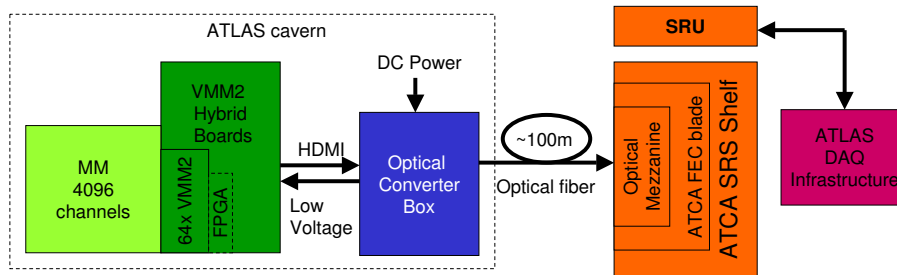 ATLAS cavern
DC Power
VMM2
Hybrid
Boards
MM
4096
channels
64x VMM2
FPGA
HDMI
Low
Voltage
Optical
Converter
Box
~100m
Optical fiber
SRU
Optical
Mezzanine
ATCA FEC blade
ATCA SRS Shelf
ATLAS
DAQ
Infrastructure